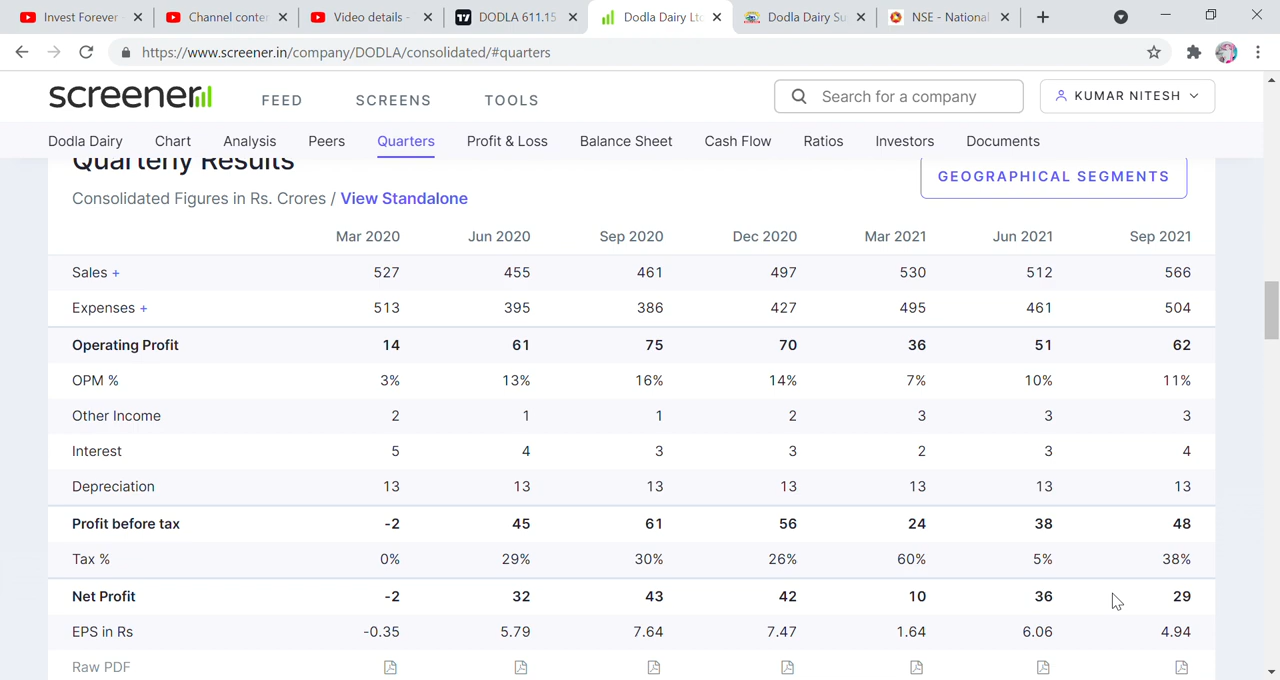 Invest Forever Channel conten Video details - DODLA 611.15 Dodla Dairy Ltd Dodla Dairy Su NSE - National
https://www.screener.in/company/DODLA/consolidated/#quarters
screener FEED SCREENS TOOLS Search for a company KUMAR NITESH
Dodla Dairy Chart Analysis Peers Quarters Profit & Loss Balance Sheet Cash Flow Ratios Investors Documents
Quarterly Results
GEOGRAPHICAL SEGMENTS
Consolidated Figures in Rs. Crores / View Standalone
Mar 2020 Jun 2020 Sep 2020 Dec 2020 Mar 2021 Jun 2021 Sep 2021
Sales + 527 455 461 497 530 512 566
Expenses + 513 395 386 427 495 461 504
Operating Profit 14 61 75 70 36 51 62
OPM % 3% 13% 16% 14% 7% 10% 11%
Other Income 2 1 1 2 3 3 3
Interest 5 4 3 3 2 3 4
Depreciation 13 13 13 13 13 13 13
Profit before tax -2 45 61 56 24 38 48
Tax % 0% 29% 30% 26% 60% 5% 38%
Net Profit -2 32 43 42 10 36 29
EPS in Rs -0.35 5.79 7.64 7.47 1.64 6.06 4.94
Raw PDF